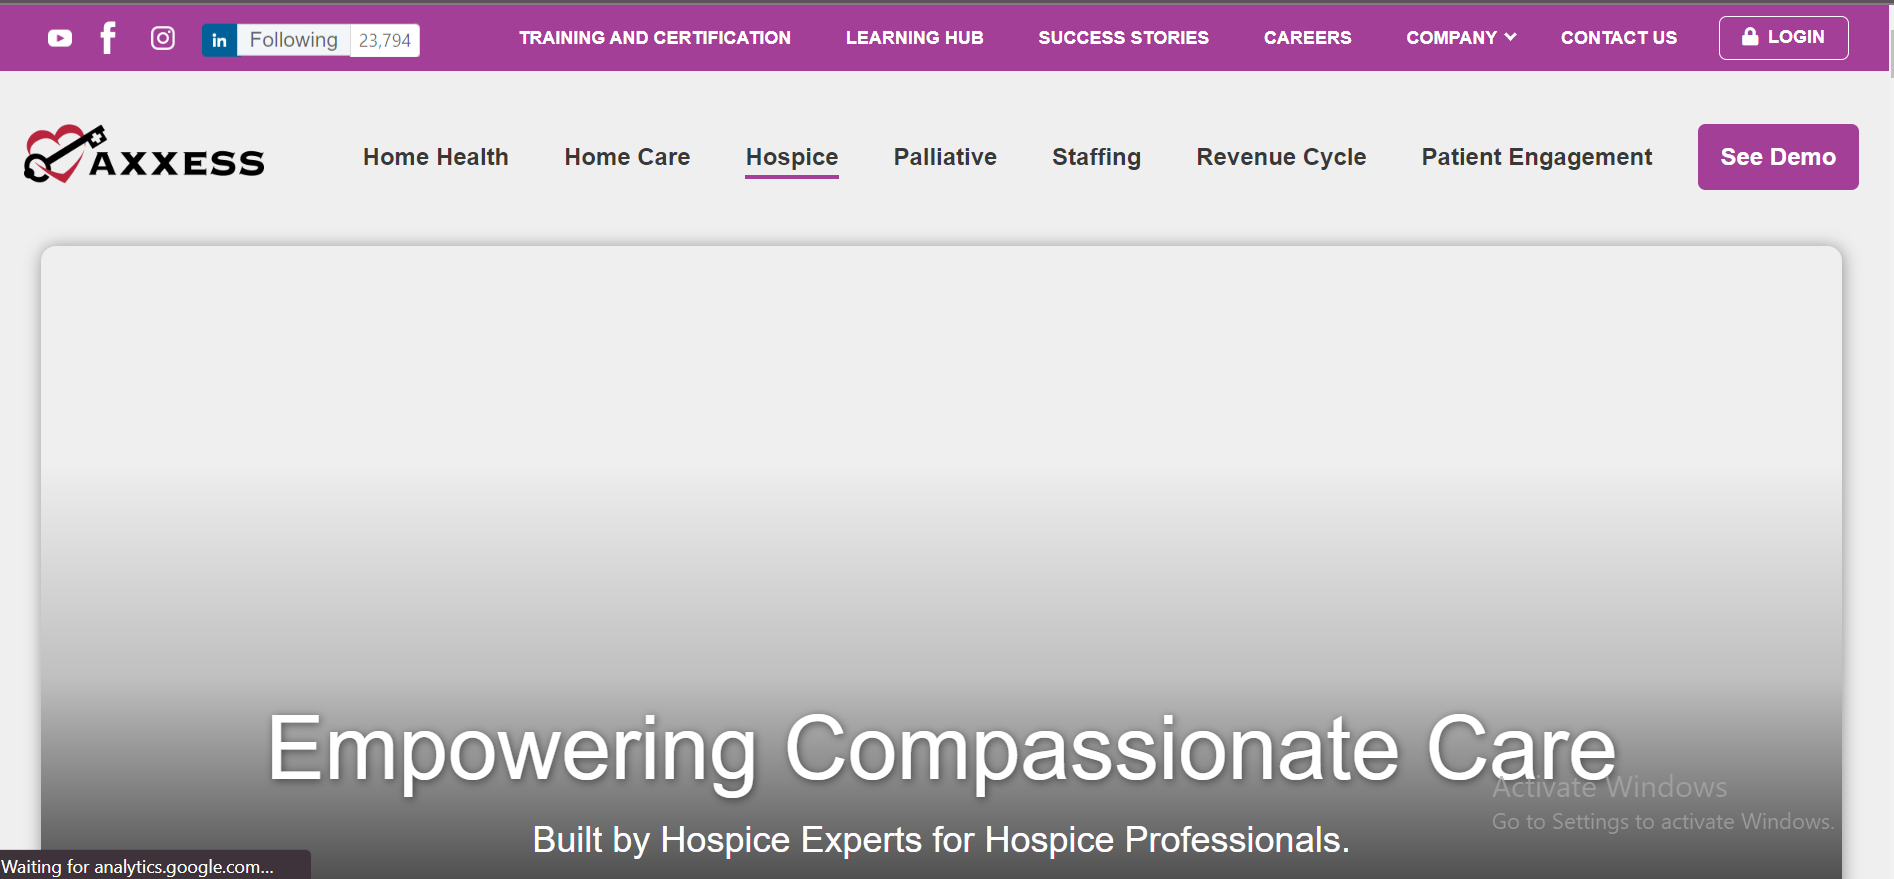 in Following 23,794 TRAINING AND CERTIFICATION LEARNING HUB SUCCESS STORIES CAREERS COMPANY CONTACT US LOGIN
AXXESS Home Health Home Care Hospice Palliative Staffing Revenue Cycle Patient Engagement See Demo
Empowering Compassionate Care
Activate Windows
Go to Settings to activate Windows.
Built by Hospice Experts for Hospice Professionals.
Waiting for analytics.google.com...